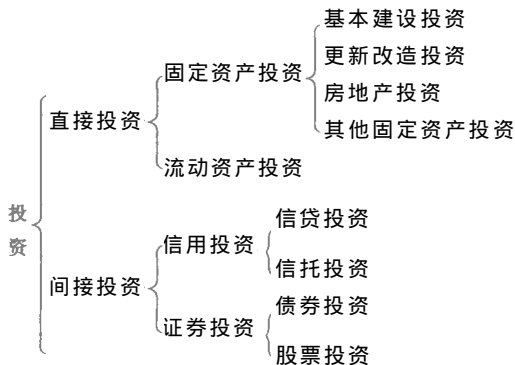 投资
直接投资
固定资产投资
基本建设投资
更新改造投资
房地产投资
其他固定资产投资
流动资产投资
间接投资
信用投资
信贷投资
信托投资
证券投资
债券投资
股票投资